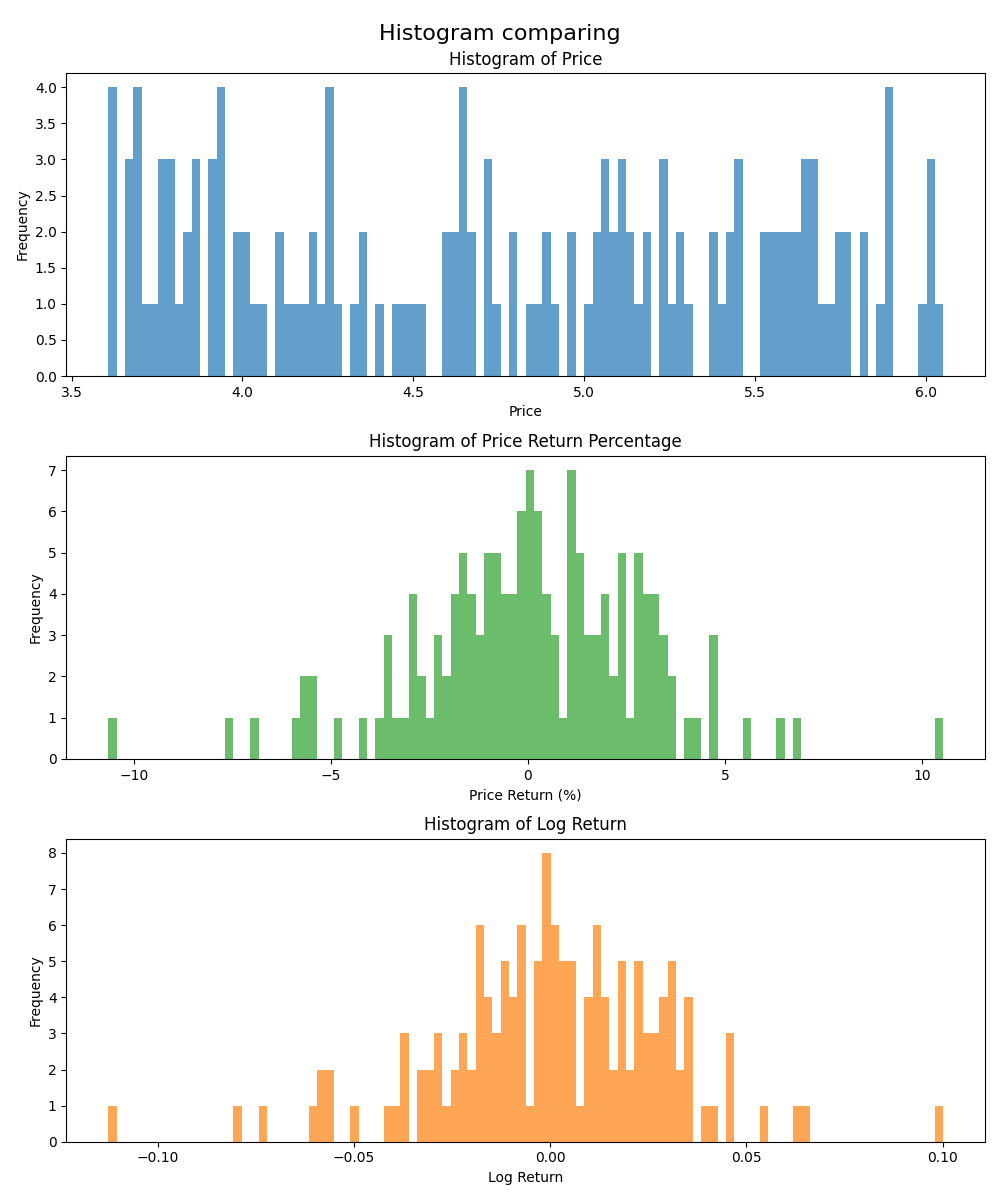 Histogram comparing
Histogram of Price
4.0
3.5
3.0
2.5
2.0
1.5
1.0
0.5
0.0
Frequency
3.5 4.0 4.5 5.0 5.5 6.0
Price
Histogram of Price Return Percentage
7
6
5
4
3
2
1
0
Frequency
−10 −5 0 5 10
Price Return (%)
Histogram of Log Return
8
7
6
5
4
3
2
1
0
Frequency
−0.10 −0.05 0.00 0.05 0.10
Log Return